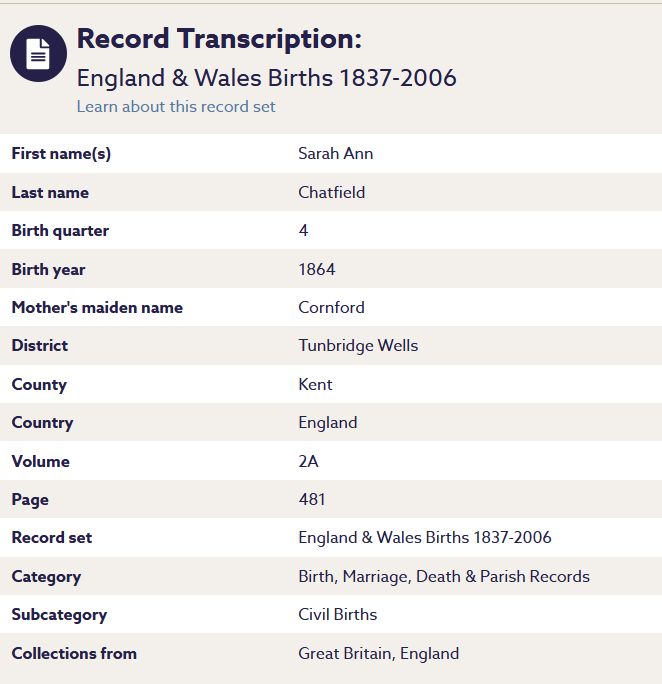 Record Transcription:
England & Wales Births 1837-2006
Learn about this record set
First name(s) Sarah Ann
Last name Chatfield
Birth quarter 4
Birth year 1864
Mother's maiden name Cornford
District Tunbridge Wells
County Kent
Country England
Volume 2A
Page 481
Record set England & Wales Births 1837-2006
Category Birth, Marriage, Death & Parish Records
Subcategory Civil Births
Collections from Great Britain, England